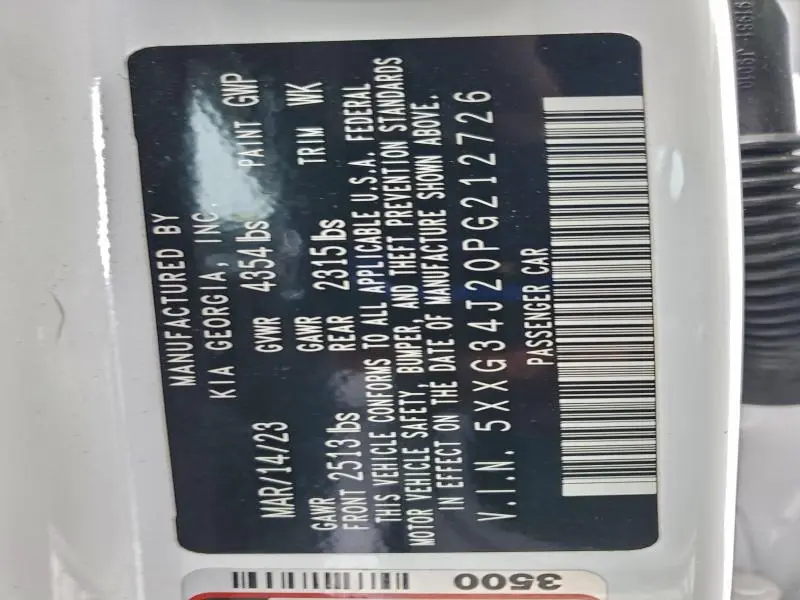 MANUFACTURED BY
KIA GEORGIA, INC
MAR/14/23 GVWR 4354lbs PAINT GWP
GAWR FRONT 2513lbs GAWR REAR 2315lbs TRIM WK
THIS VEHICLE CONFORMS TO ALL APPLICABLE U.S.A. FEDERAL
MOTOR VEHICLE SAFETY, BUMPER, AND THEFT PREVENTION STANDARDS
IN EFFECT ON THE DATE OF MANUFACTURE SHOWN ABOVE.
V.I.N. 5XXG34J20PG212726
PASSENGER CAR
3500